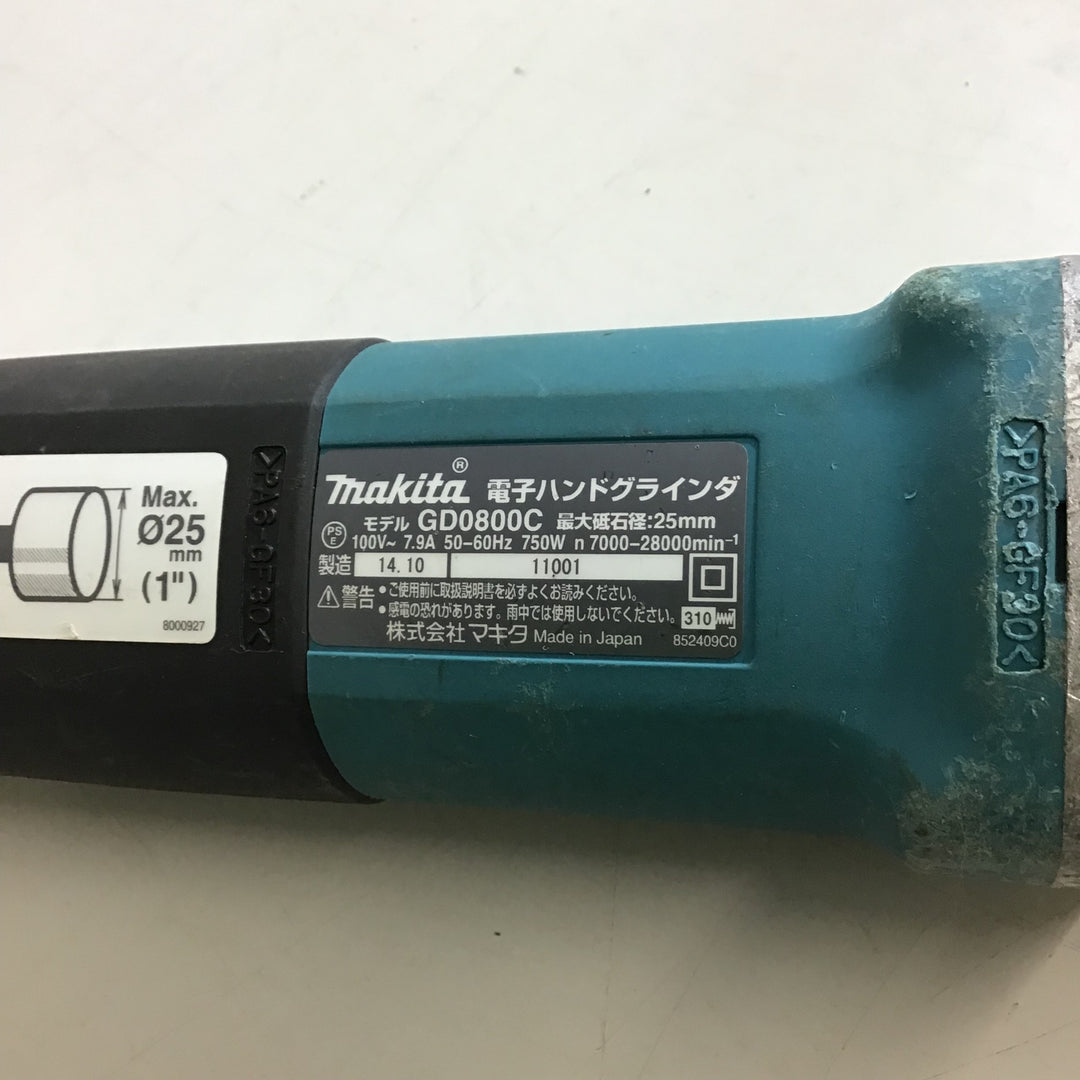 Max.
Ø25
mm
(1")
8000927
>PA6-GF30<
makita® 電子ハンドグラインダ
モデル GD0800C 最大砥石径:25mm
PS E 100V~ 7.9A 50-60Hz 750W n 7000-28000min⁻¹
製造 14.10 11001
警告 •ご使用前に取扱説明書を必ずよくお読みください。
•感電の恐れがあります。雨中では使用しないでください。 310
株式会社 マキタ Made in Japan 852409C0
>PA6-GF30<